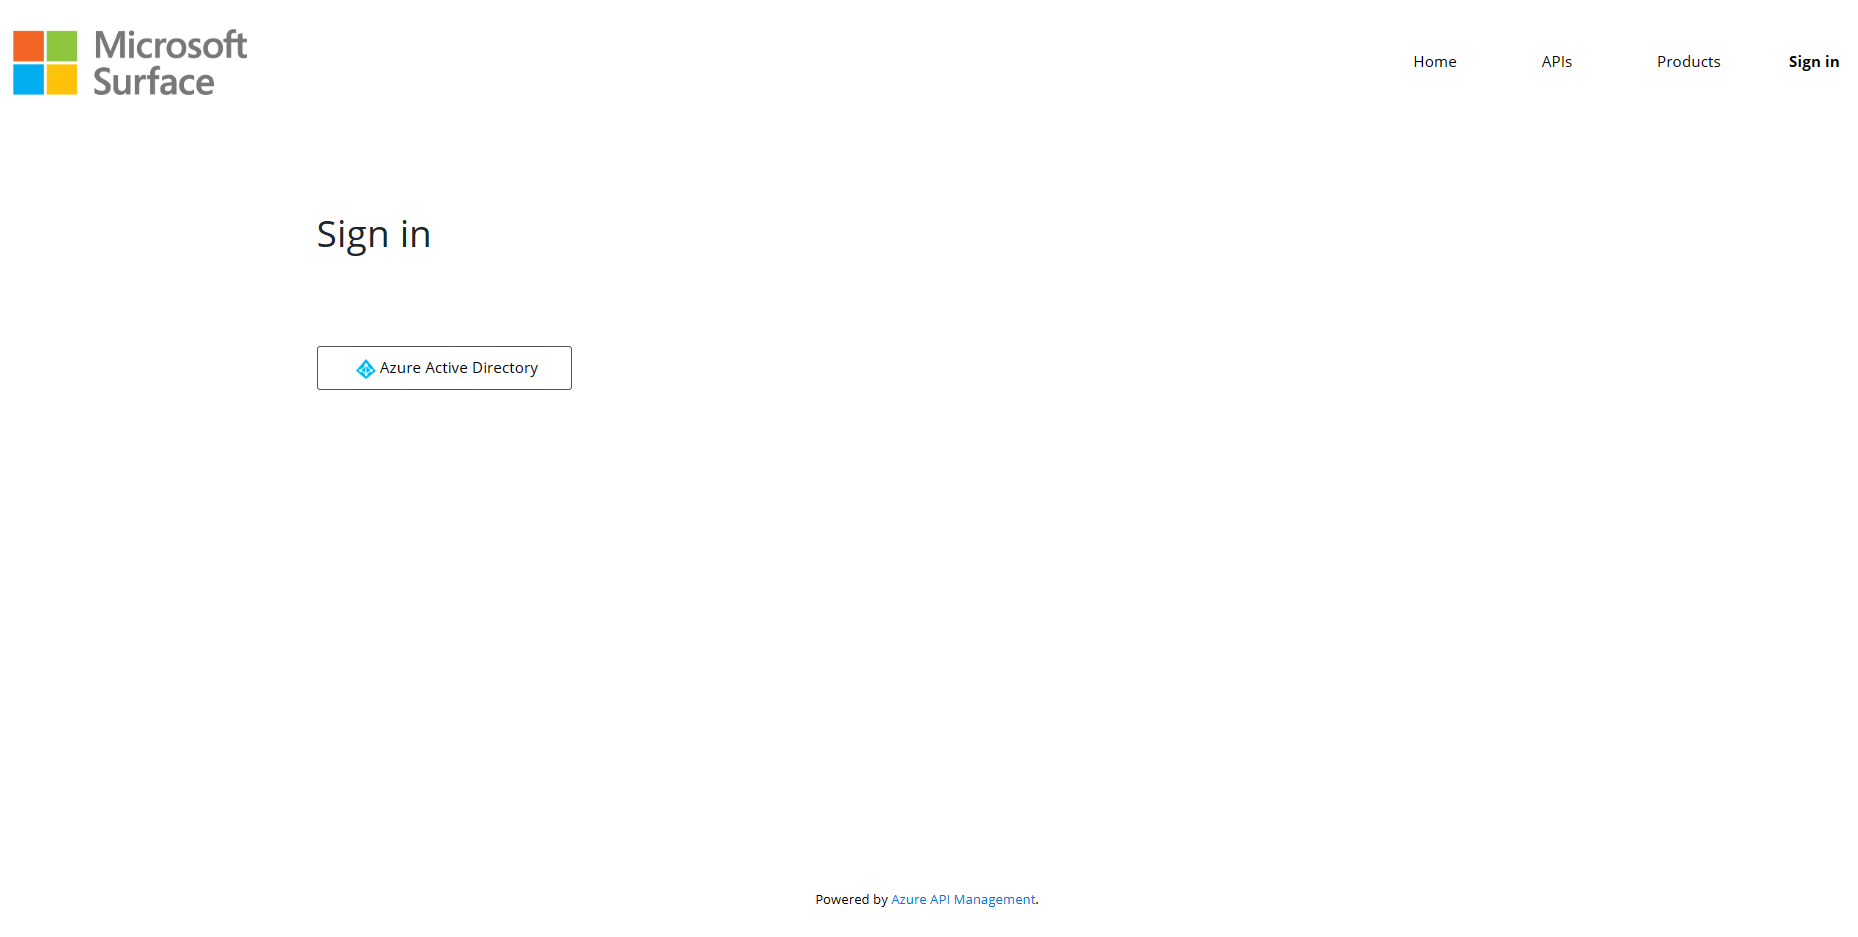 Microsoft
Surface
Home
APIs
Products
Sign in
Sign in
Azure Active Directory
Powered by Azure API Management.